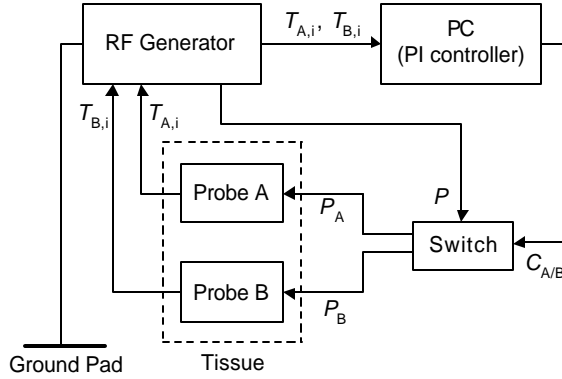 RF Generator
T_A,i, T_B,i
PC
(PI controller)
T_B,i
T_A,i
Probe A
P_A
P
Switch
C_A/B
Probe B
P_B
Ground Pad
Tissue